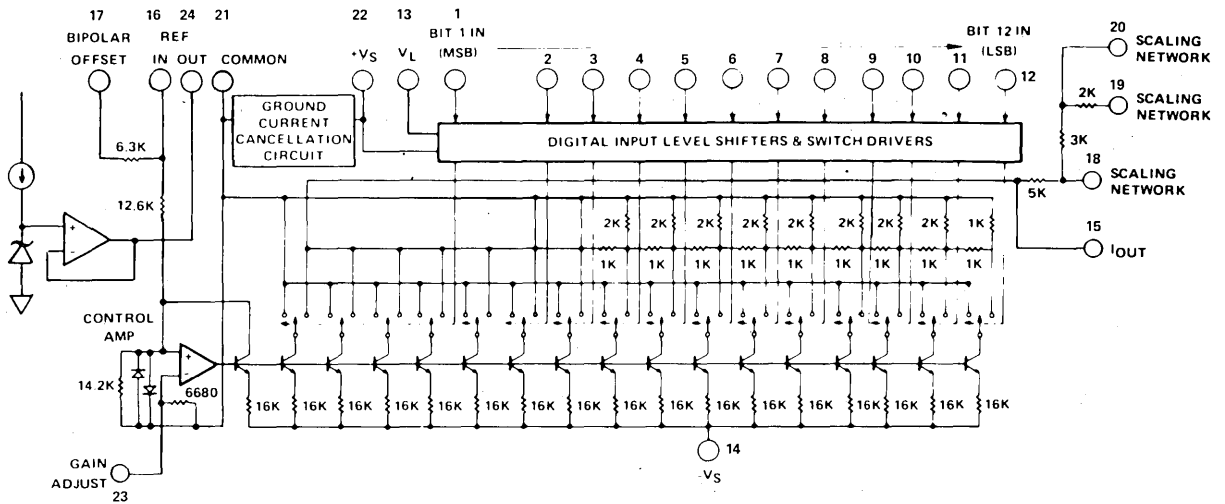 17 16 24 21 22 13 1
BIPOLAR REF BIT 1 IN BIT 12 IN
OFFSET IN OUT COMMON +VS VL (MSB) (LSB)
2 3 4 5 6 7 8 9 10 11 12
20
SCALING
NETWORK
19
2K SCALING
NETWORK
3K
18
5K SCALING
NETWORK
15
IOUT
GROUND
CURRENT
CANCELLATION
CIRCUIT
DIGITAL INPUT LEVEL SHIFTERS & SWITCH DRIVERS
6.3K
12.6K
2K 2K 2K 2K 2K 2K 2K 2K 1K
1K 1K 1K 1K 1K 1K 1K 1K 1K
CONTROL
AMP
+
−
+
−
14.2K
6680
16K 16K 16K 16K 16K 16K 16K 16K 16K 16K 16K 16K 16K 16K 16K 16K 16K
14
-VS
GAIN
ADJUST
23